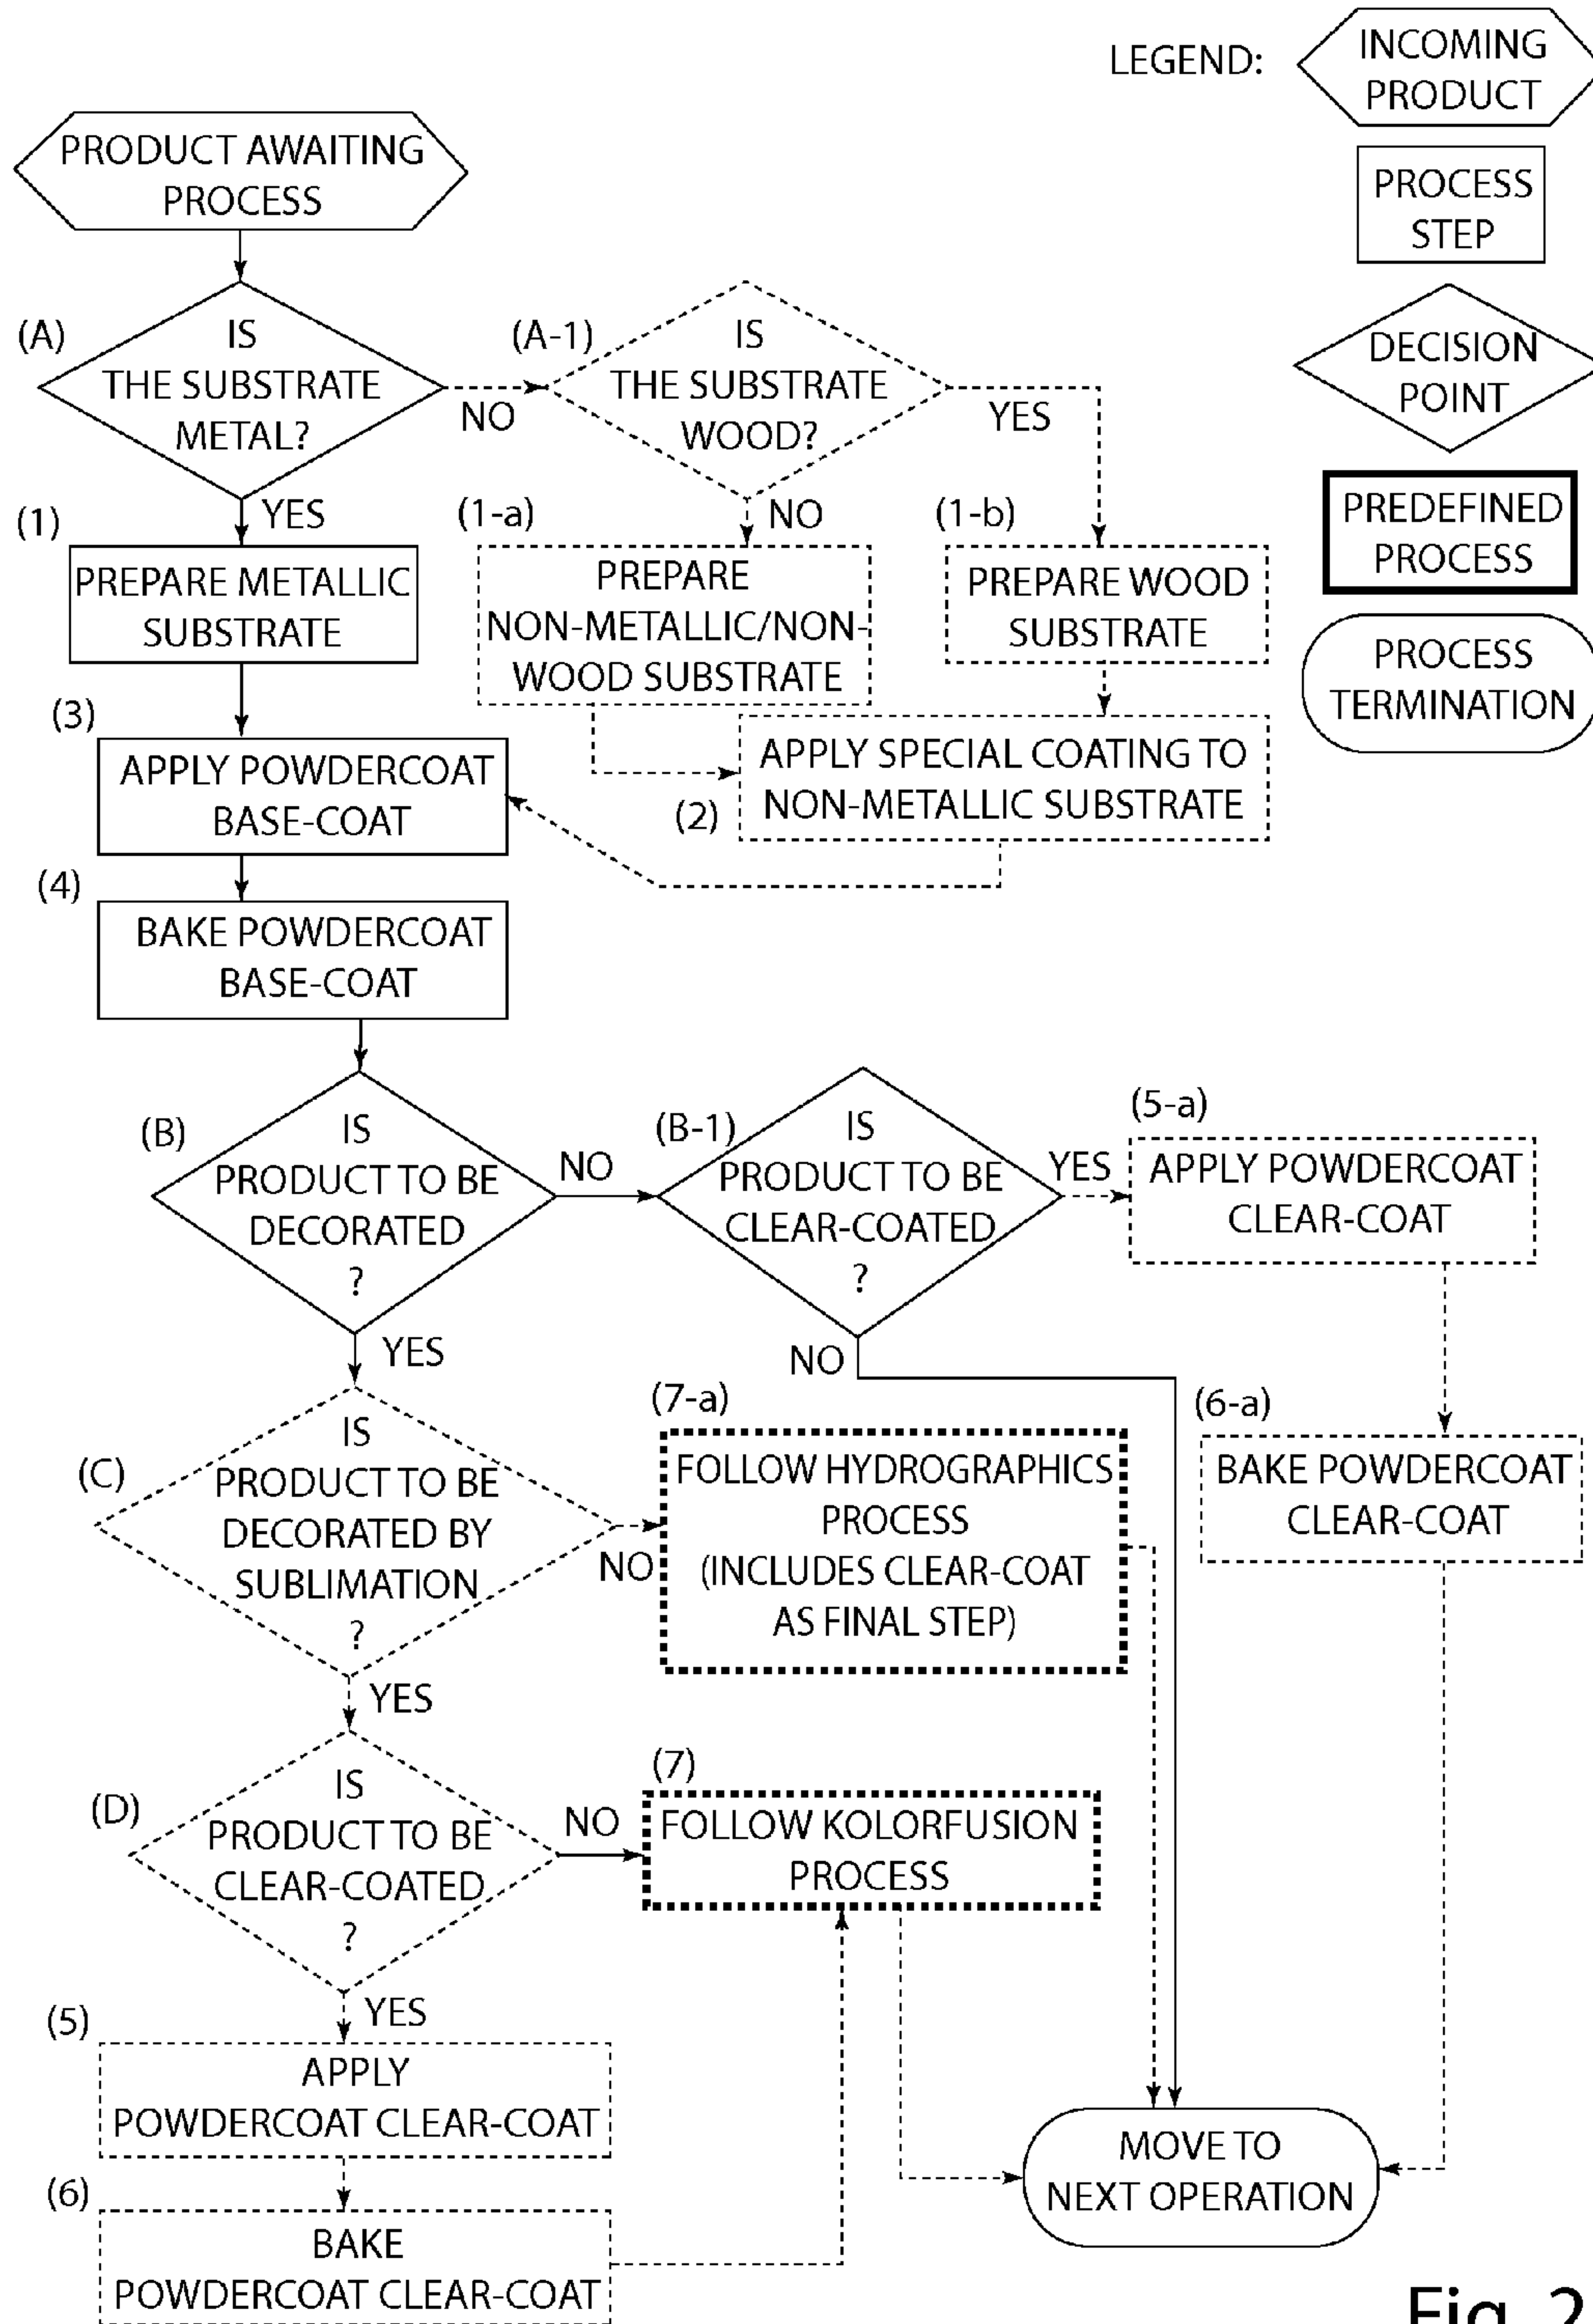 LEGEND:
INCOMING
PRODUCT
PROCESS
STEP
DECISION
POINT
PREDEFINED
PROCESS
PROCESS
TERMINATION
PRODUCT AWAITING
PROCESS
(A)
IS
THE SUBSTRATE
METAL?
NO
(A-1)
IS
THE SUBSTRATE
WOOD?
YES
YES
NO
(1)
PREPARE METALLIC
SUBSTRATE
(1-a)
PREPARE
NON-METALLIC/NON-
WOOD SUBSTRATE
(1-b)
PREPARE WOOD
SUBSTRATE
(2)
APPLY SPECIAL COATING TO
NON-METALLIC SUBSTRATE
(3)
APPLY POWDERCOAT
BASE-COAT
(4)
BAKE POWDERCOAT
BASE-COAT
(B)
IS
PRODUCT TO BE
DECORATED
?
NO
(B-1)
IS
PRODUCT TO BE
CLEAR-COATED
?
YES
(5-a)
APPLY POWDERCOAT
CLEAR-COAT
YES
NO
(6-a)
BAKE POWDERCOAT
CLEAR-COAT
(C)
IS
PRODUCT TO BE
DECORATED BY
SUBLIMATION
?
NO
(7-a)
FOLLOW HYDROGRAPHICS
PROCESS
(INCLUDES CLEAR-COAT
AS FINAL STEP)
YES
(D)
IS
PRODUCT TO BE
CLEAR-COATED
?
NO
(7)
FOLLOW KOLORFUSION
PROCESS
YES
(5)
APPLY
POWDERCOAT CLEAR-COAT
(6)
BAKE
POWDERCOAT CLEAR-COAT
MOVE TO
NEXT OPERATION
Fig. 2